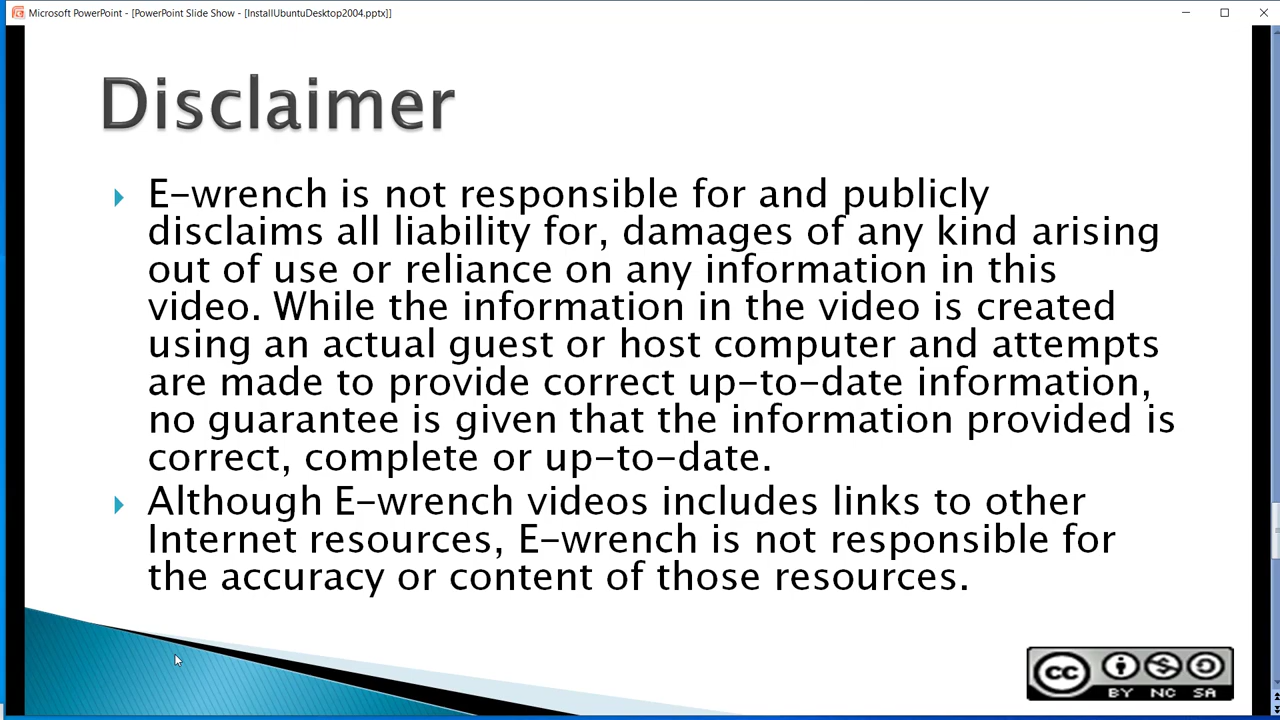 Microsoft PowerPoint - [PowerPoint Slide Show - [InstallUbuntuDesktop2004.pptx]]
Disclaimer
E-wrench is not responsible for and publicly
disclaims all liability for, damages of any kind arising
out of use or reliance on any information in this
video. While the information in the video is created
using an actual guest or host computer and attempts
are made to provide correct up-to-date information,
no guarantee is given that the information provided is
correct, complete or up-to-date.
Although E-wrench videos includes links to other
Internet resources, E-wrench is not responsible for
the accuracy or content of those resources.
cc
BY NC SA